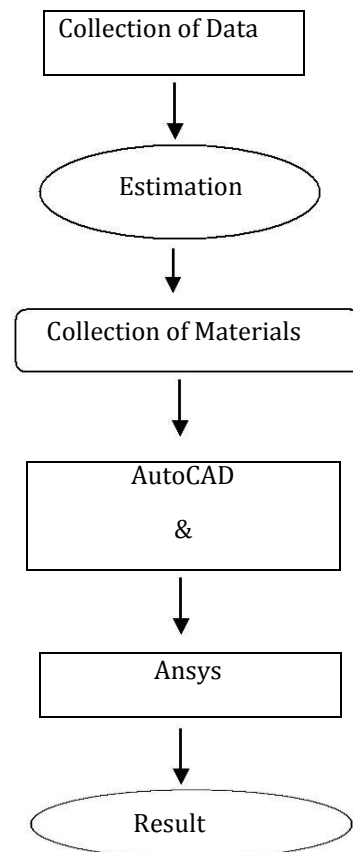 Collection of Data
Estimation
Collection of Materials
AutoCAD
&
Ansys
Result